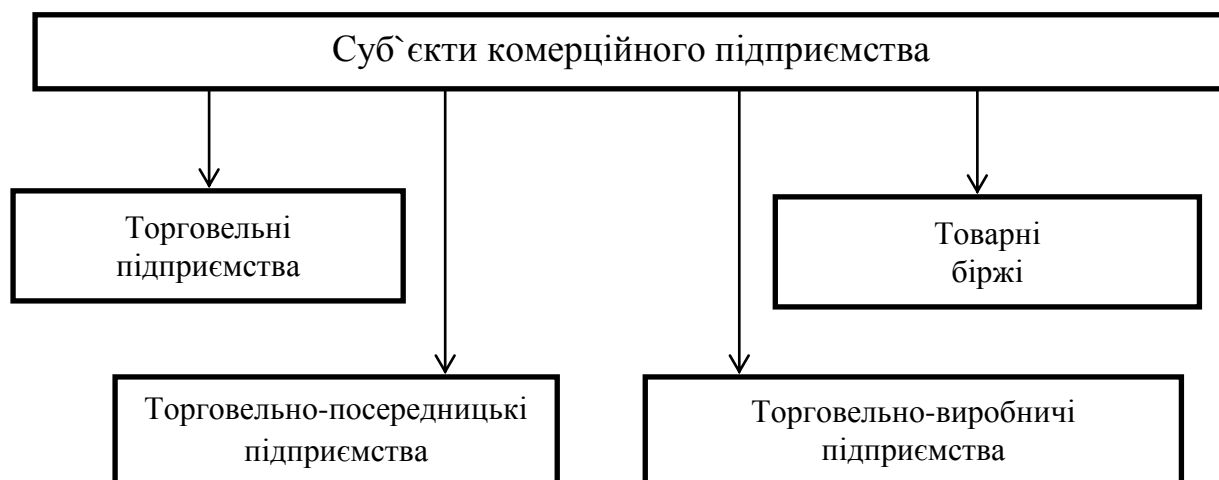 Суб`єкти комерційного підприємства
Торговельні
підприємства
Товарні
біржі
Торговельно-посередницькі
підприємства
Торговельно-виробничі
підприємства